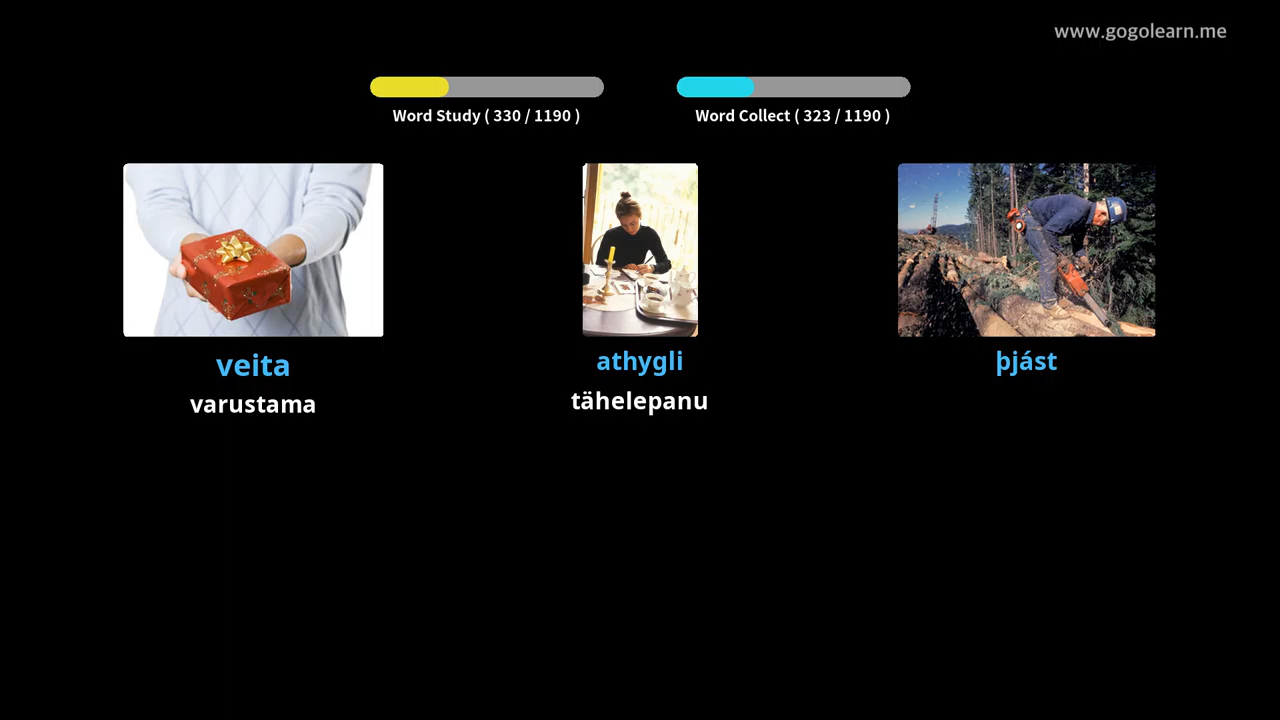 www.gogolearn.me
Word Study ( 330 / 1190 )
Word Collect ( 323 / 1190 )
veita
athygli
þjást
varustama
tähelepanu